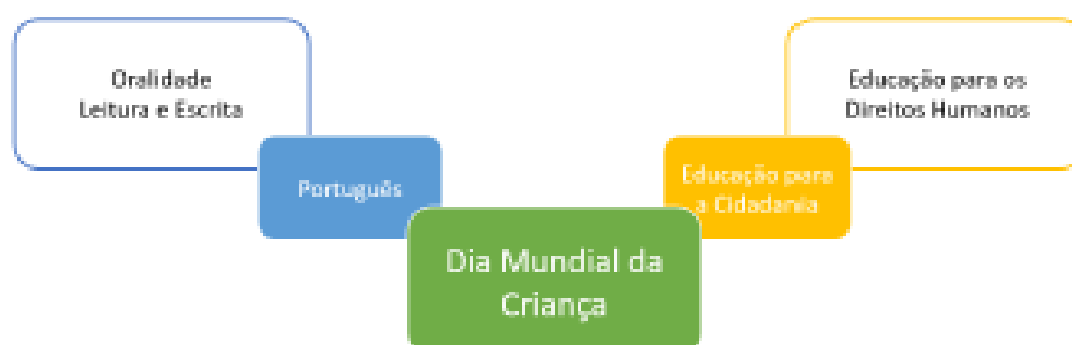 Oralidade
Leitura e Escrita
Educação para os
Direitos Humanos
Português
Educação para
a Cidadania
Dia Mundial da
Criança